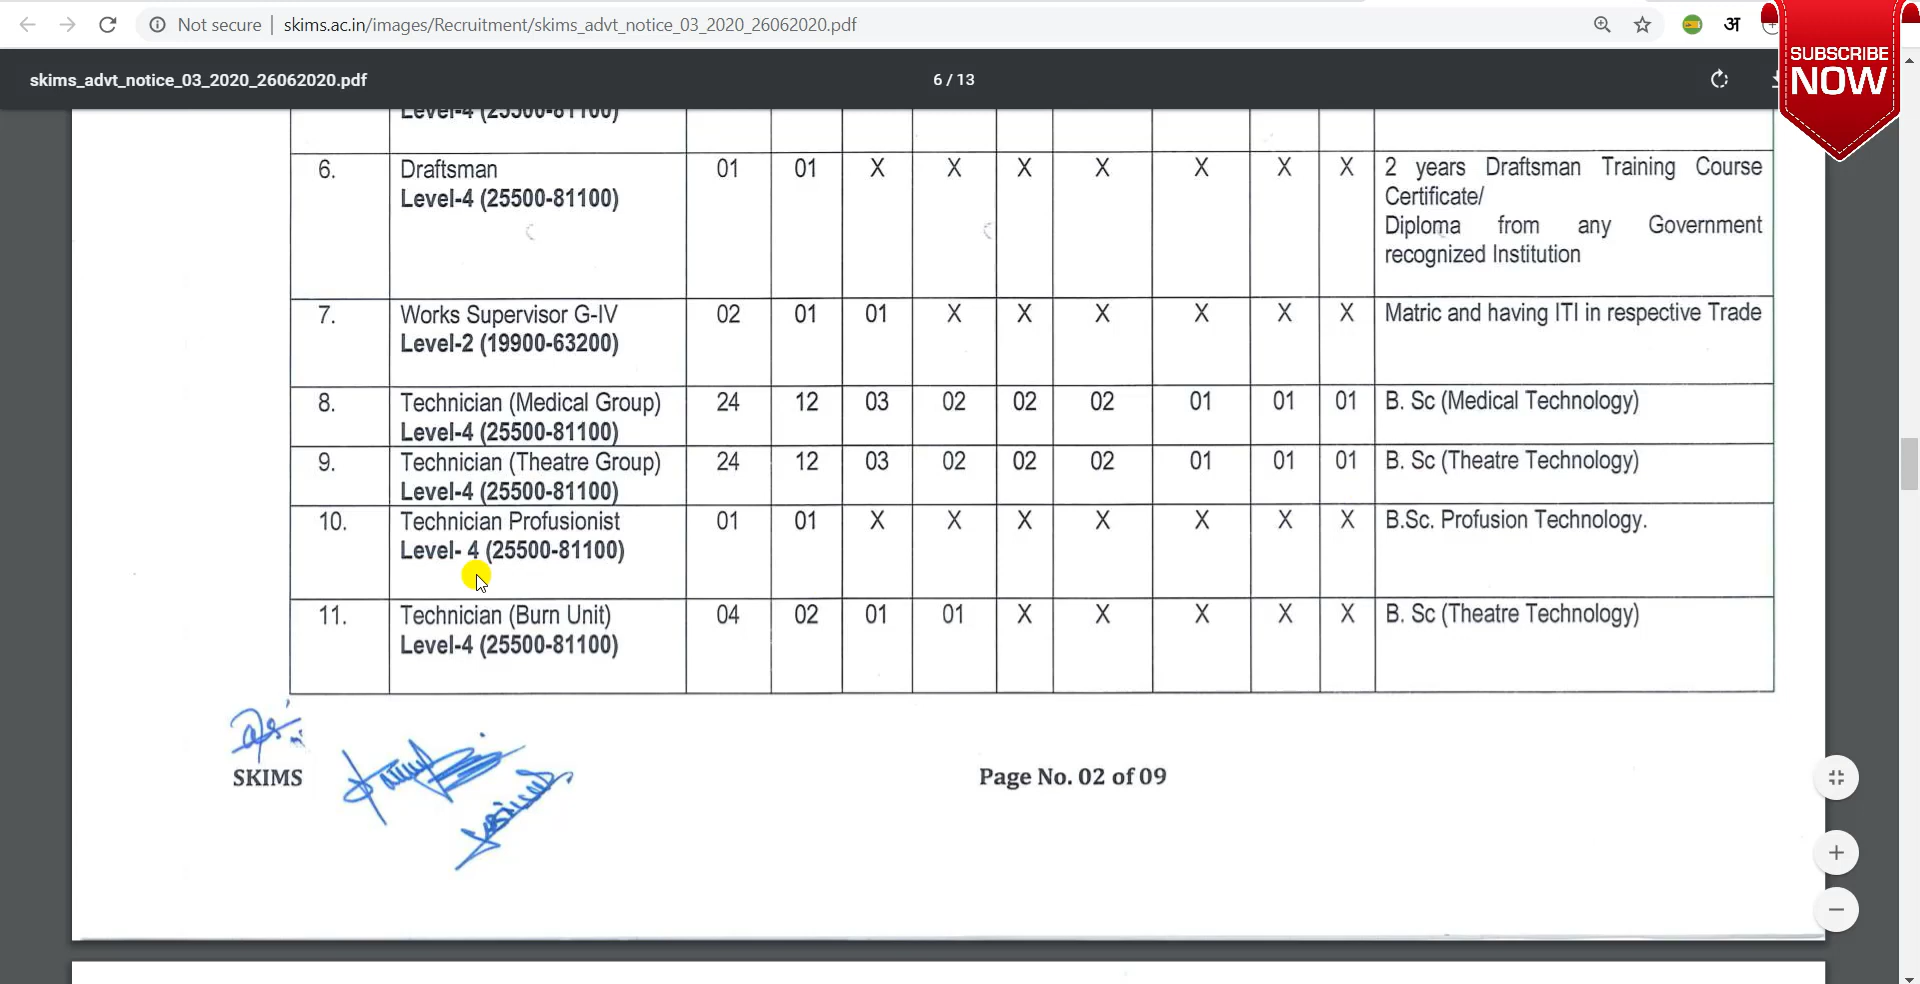 Not secure | skims.ac.in/images/Recruitment/skims_advt_notice_03_2020_26062020.pdf
अ
SUBSCRIBE
NOW
skims_advt_notice_03_2020_26062020.pdf 6 / 13
Level-4 (25500-81100)
6. Draftsman 01 01 X X X X X X X 2 years Draftsman Training Course
Level-4 (25500-81100) Certificate/
Diploma from any Government
recognized Institution
7. Works Supervisor G-IV 02 01 01 X X X X X X Matric and having ITI in respective Trade
Level-2 (19900-63200)
8. Technician (Medical Group) 24 12 03 02 02 02 01 01 01 B. Sc (Medical Technology)
Level-4 (25500-81100)
9. Technician (Theatre Group) 24 12 03 02 02 02 01 01 01 B. Sc (Theatre Technology)
Level-4 (25500-81100)
10. Technician Profusionist 01 01 X X X X X X X B.Sc. Profusion Technology.
Level- 4 (25500-81100)
11. Technician (Burn Unit) 04 02 01 01 X X X X X B. Sc (Theatre Technology)
Level-4 (25500-81100)
SKIMS Page No. 02 of 09